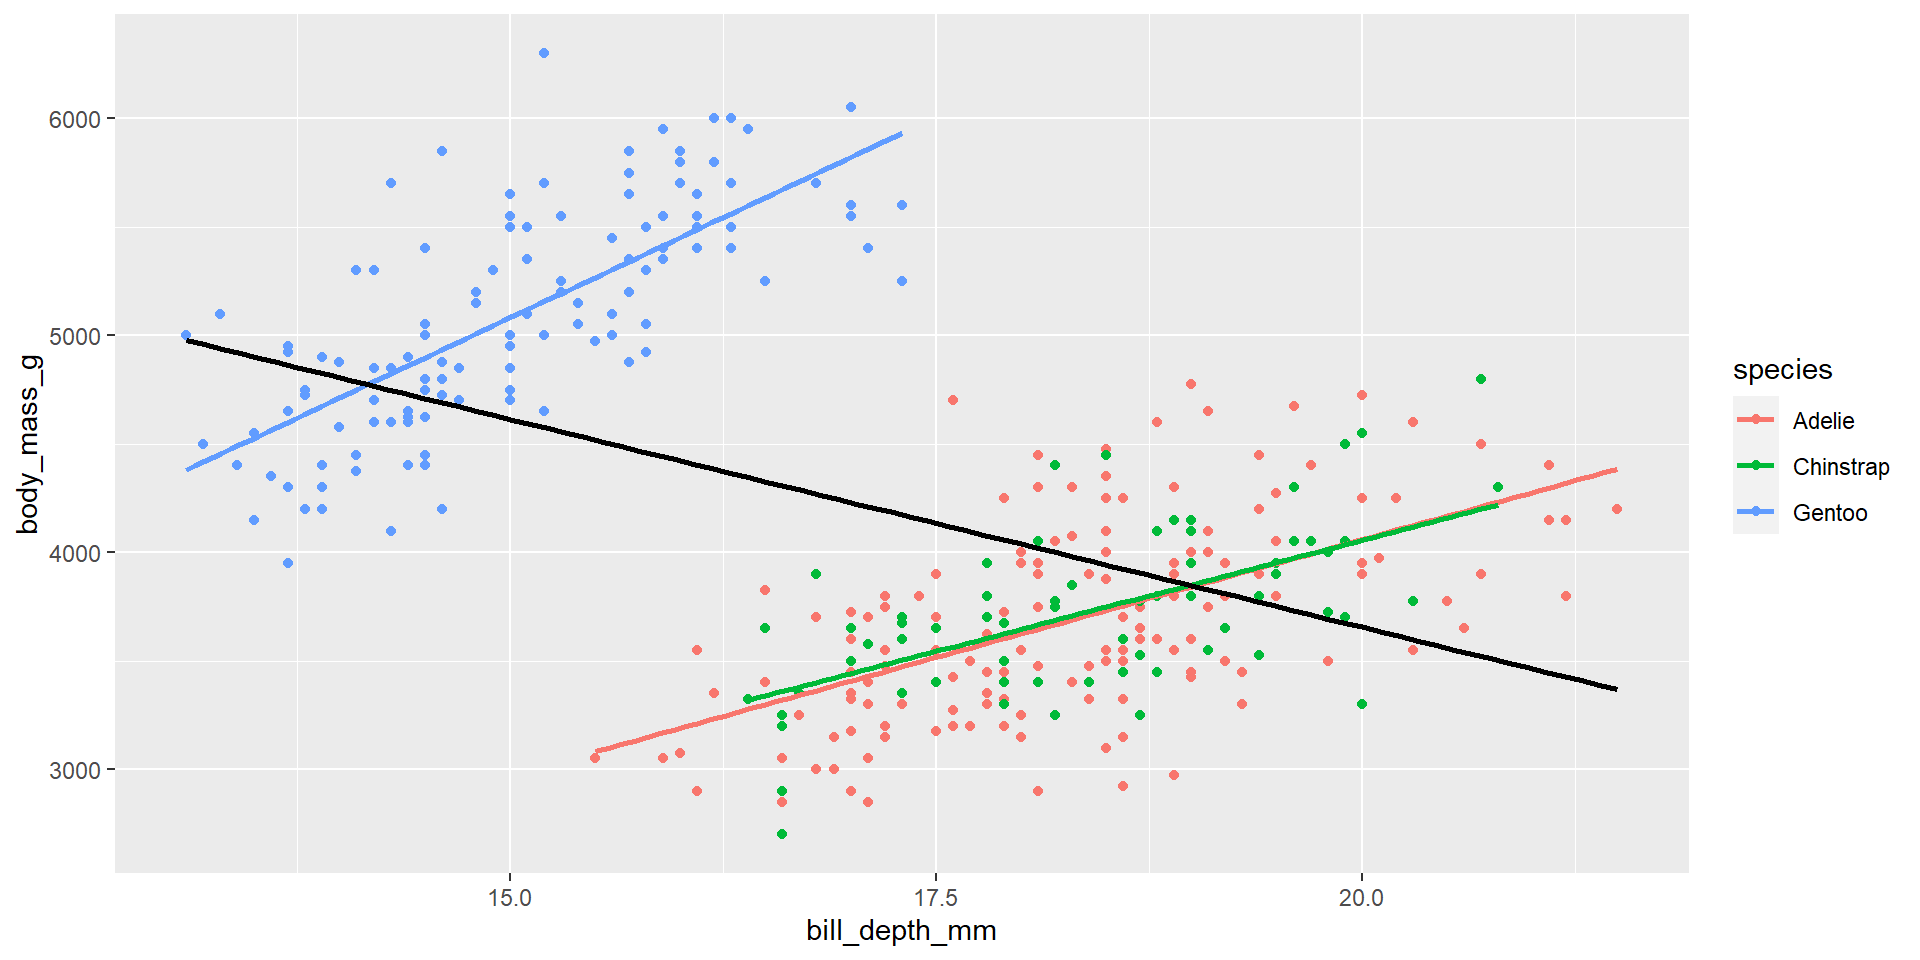 6000
5000
4000
3000
body_mass_g
15.0
17.5
20.0
bill_depth_mm
species
Adelie
Chinstrap
Gentoo